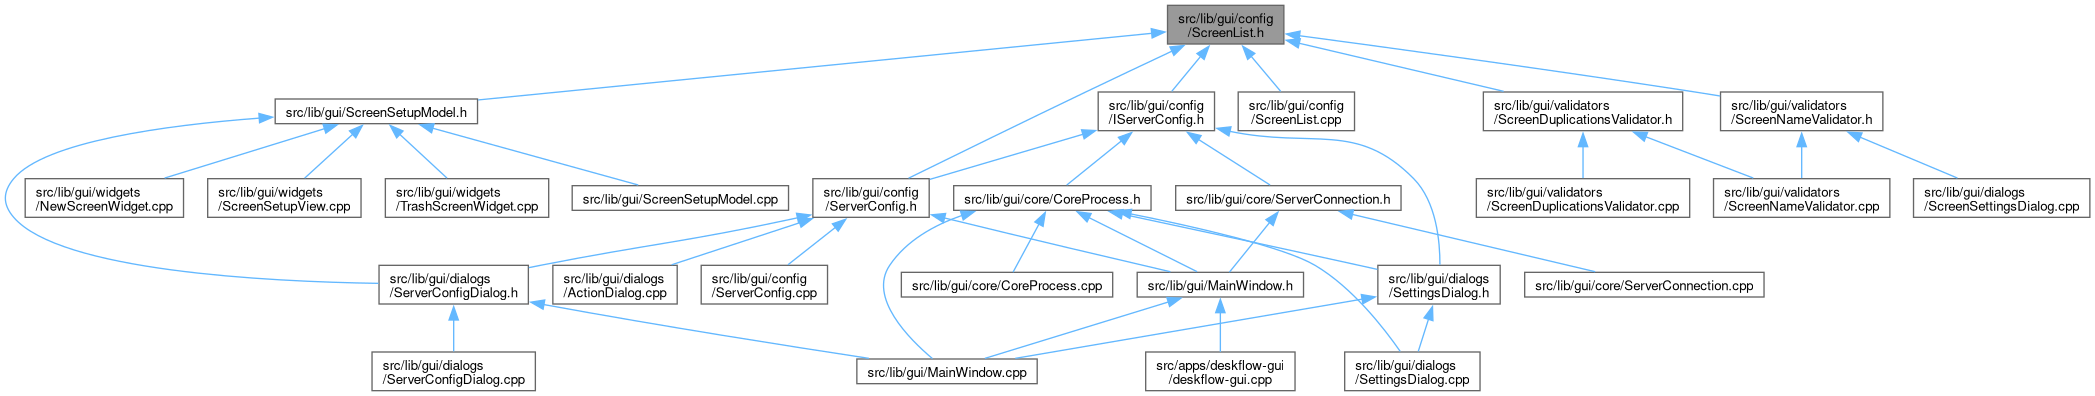 src/lib/gui/config
/ScreenList.h
src/lib/gui/ScreenSetupModel.h
src/lib/gui/config
/IServerConfig.h
src/lib/gui/config
/ScreenList.cpp
src/lib/gui/validators
/ScreenDuplicationsValidator.h
src/lib/gui/validators
/ScreenNameValidator.h
src/lib/gui/widgets
/NewScreenWidget.cpp
src/lib/gui/widgets
/ScreenSetupView.cpp
src/lib/gui/widgets
/TrashScreenWidget.cpp
src/lib/gui/ScreenSetupModel.cpp
src/lib/gui/config
/ServerConfig.h
src/lib/gui/core/CoreProcess.h
src/lib/gui/core/ServerConnection.h
src/lib/gui/validators
/ScreenDuplicationsValidator.cpp
src/lib/gui/validators
/ScreenNameValidator.cpp
src/lib/gui/dialogs
/ScreenSettingsDialog.cpp
src/lib/gui/dialogs
/ServerConfigDialog.h
src/lib/gui/dialogs
/ActionDialog.cpp
src/lib/gui/config
/ServerConfig.cpp
src/lib/gui/core/CoreProcess.cpp
src/lib/gui/MainWindow.h
src/lib/gui/dialogs
/SettingsDialog.h
src/lib/gui/core/ServerConnection.cpp
src/lib/gui/dialogs
/ServerConfigDialog.cpp
src/lib/gui/MainWindow.cpp
src/apps/deskflow-gui
/deskflow-gui.cpp
src/lib/gui/dialogs
/SettingsDialog.cpp